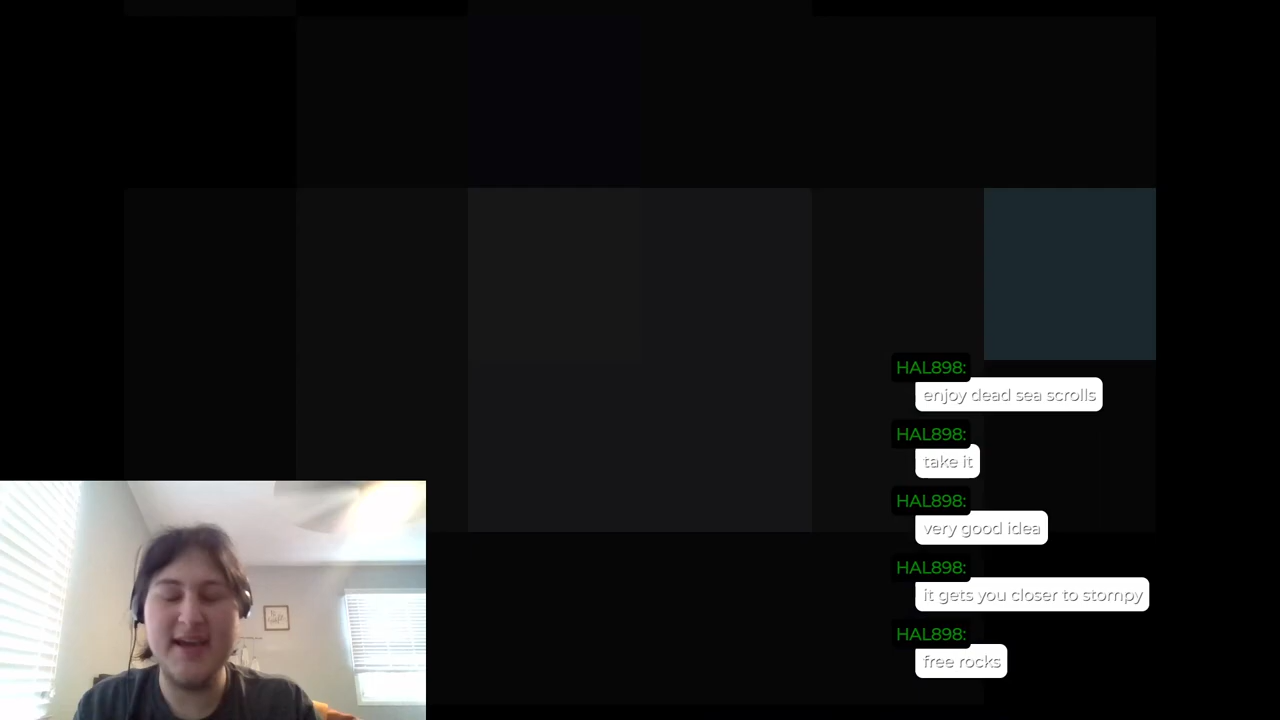 HAL898:
enjoy dead sea scrolls
HAL898:
take it
HAL898:
very good idea
HAL898:
it gets you closer to stompy
HAL898:
free rocks